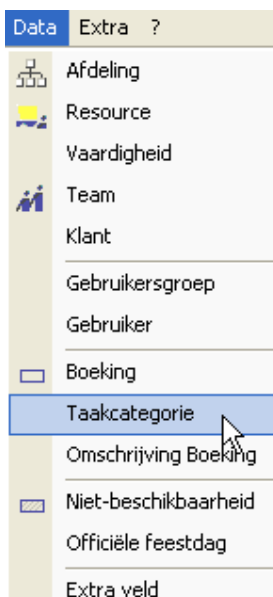 Data Extra ?
Afdeling
Resource
Vaardigheid
Team
Klant
Gebruikersgroep
Gebruiker
Boeking
Taakcategorie
Omschrijving Boeking
Niet-beschikbaarheid
Officiële feestdag
Extra veld